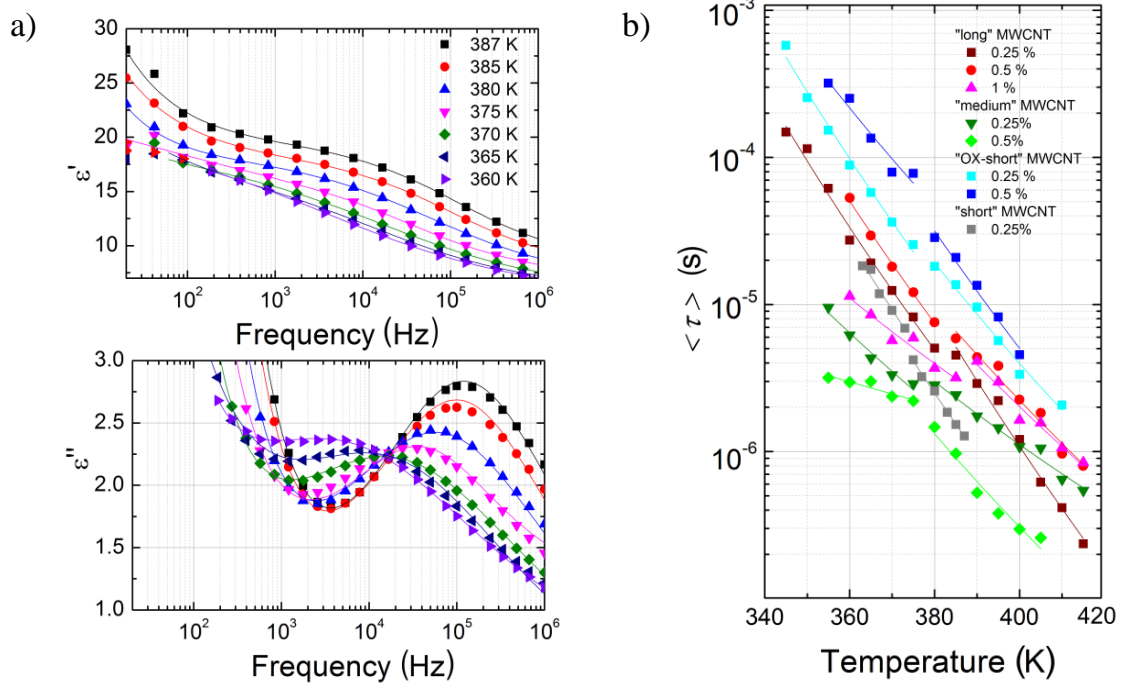 a)
30
25
20
15
10
ε'
387 K
385 K
380 K
375 K
370 K
365 K
360 K
10² 10³ 10⁴ 10⁵ 10⁶
Frequency (Hz)
3.0
2.5
2.0
1.5
1.0
ε''
10² 10³ 10⁴ 10⁵ 10⁶
Frequency (Hz)
b)
10⁻³
10⁻⁴
10⁻⁵
10⁻⁶
< τ > (s)
"long" MWCNT
0.25 %
0.5 %
1 %
"medium" MWCNT
0.25%
0.5%
"OX-short" MWCNT
0.25 %
0.5 %
"short" MWCNT
0.25%
340 360 380 400 420
Temperature (K)